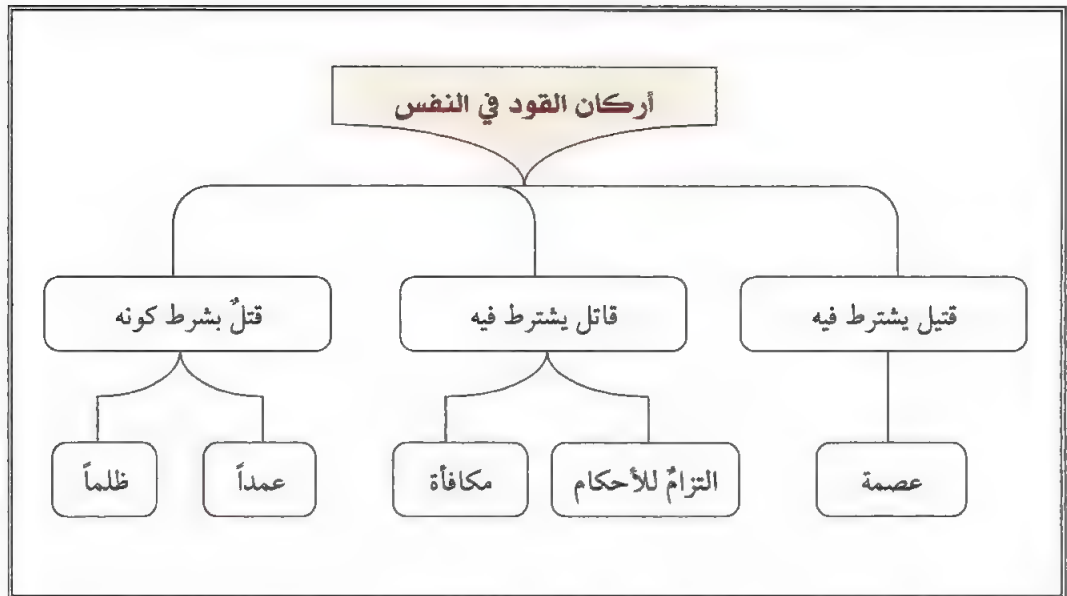 أركان القود في النفس
قتيل يشترط فيه
قاتل يشترط فيه
قتلٌ بشرط كونه
عصمة
التزامٌ للأحكام
مكافأة
عمداً
ظلماً